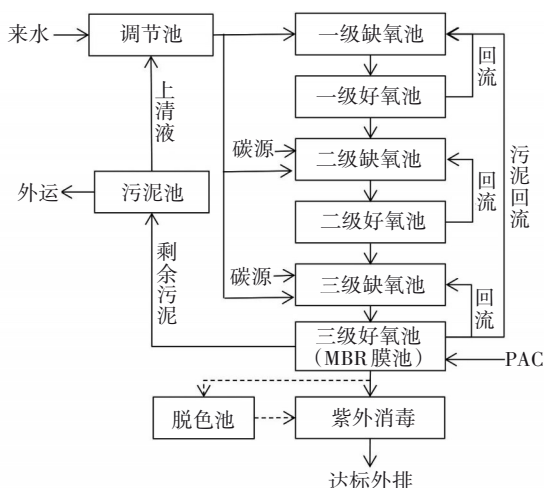 来水
调节池
一级缺氧池
回流
一级好氧池
上清液
碳源
二级缺氧池
污泥回流
外运
污泥池
回流
二级好氧池
剩余污泥
碳源
三级缺氧池
回流
三级好氧池
（MBR膜池）
PAC
脱色池
紫外消毒
达标外排